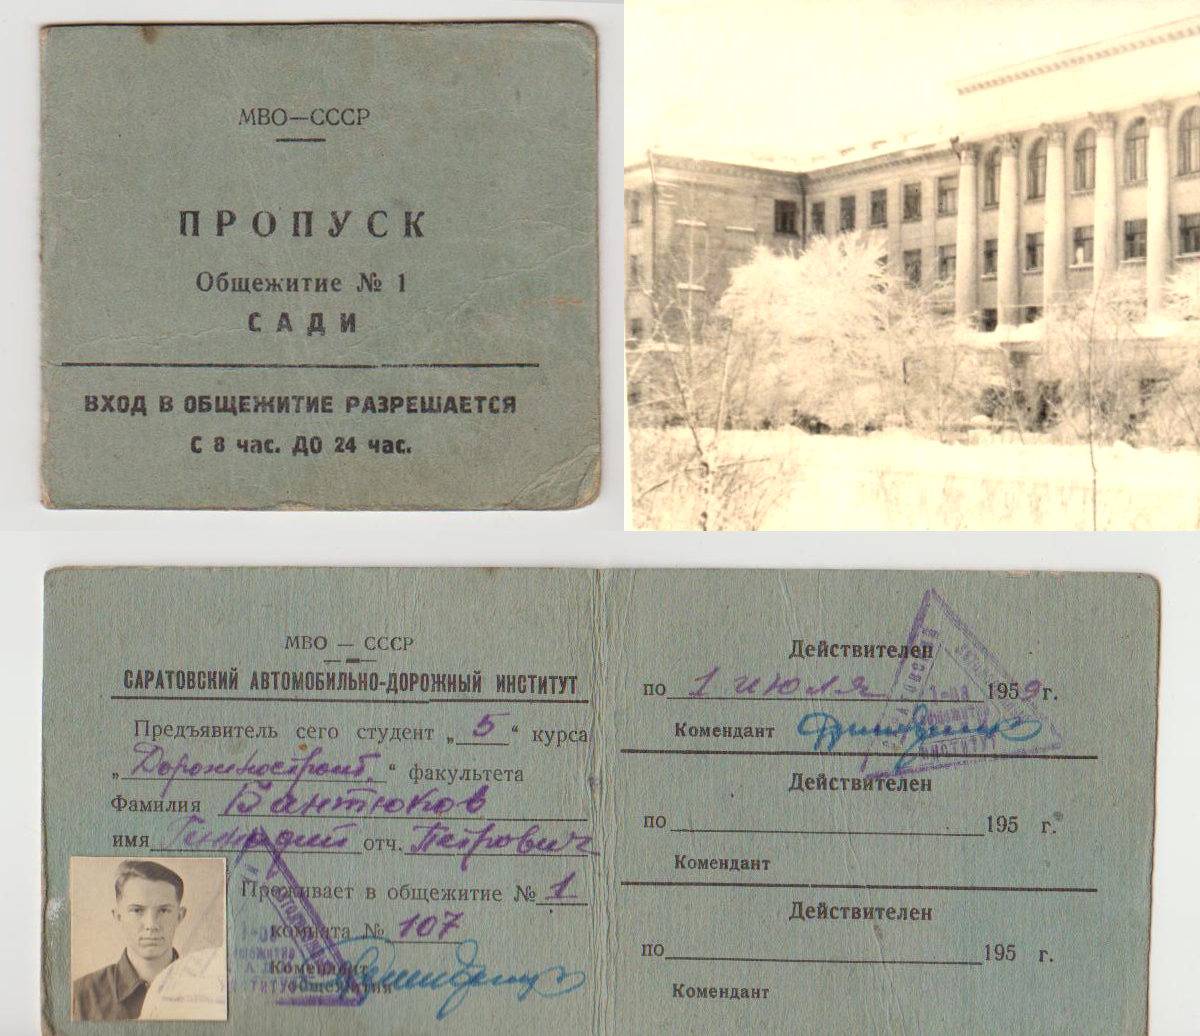 МВО—СССР
ПРОПУСК
Общежитие № 1
САДИ
ВХОД В ОБЩЕЖИТИЕ РАЗРЕШАЕТСЯ
С 8 час. ДО 24 час.
МВО — СССР
САРАТОВСКИЙ АВТОМОБИЛЬНО-ДОРОЖНЫЙ ИНСТИТУТ
Предъявитель сего студент „5“ курса
„Дорожностроит.“ факультета
Фамилия Бантюков
имя Геннадий отч. Петрович
Проживает в общежитие № 1
комната № 107
Комендант
общежития
Действителен
по 1 июля 1959 г.
Комендант
ИНСТИТУТ
Действителен
по 195 г.
Комендант
Действителен
по 195 г.
Комендант